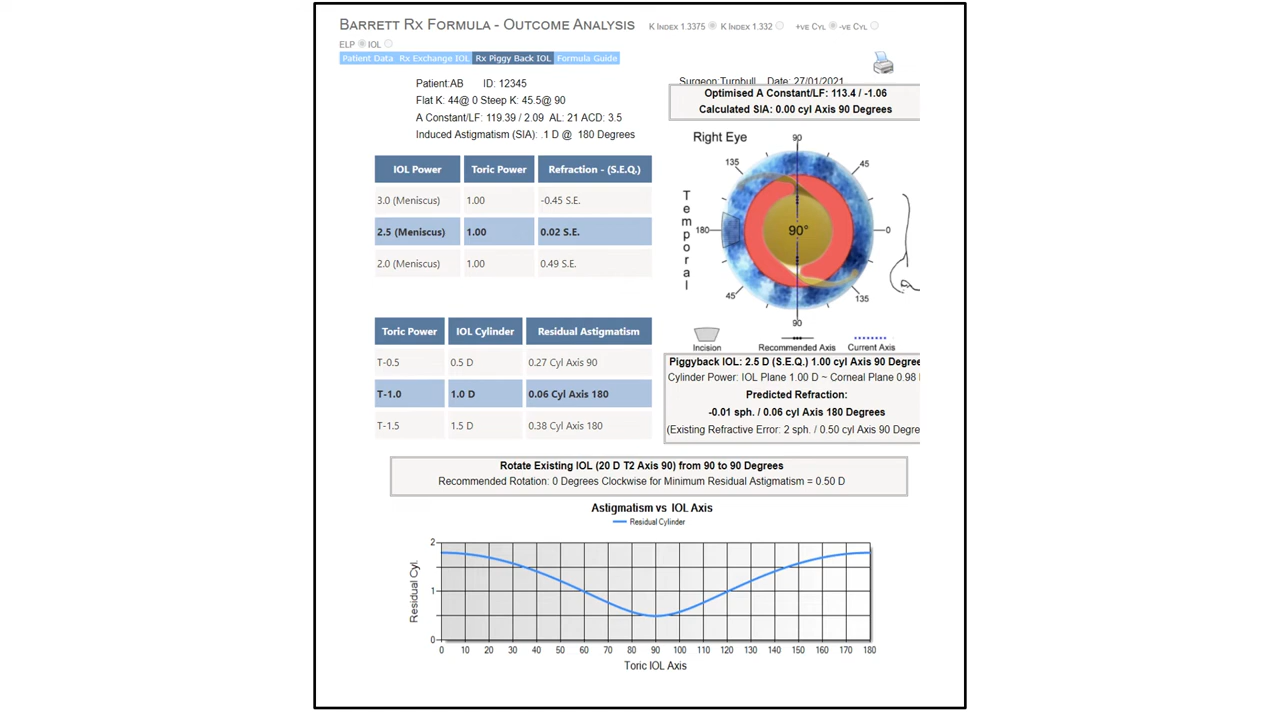 BARRETT RX FORMULA - OUTCOME ANALYSIS K INDEX 1.3375 K INDEX 1.332 +VE CYL -VE CYL
ELP IOL
Patient Data Rx Exchange IOL Rx Piggy Back IOL Formula Guide
Patient:AB ID: 12345 Surgeon:Turnbull Date: 27/01/2021
Flat K: 44@ 0 Steep K: 45.5@ 90
A Constant/LF: 119.39 / 2.09 AL: 21 ACD: 3.5
Induced Astigmatism (SIA): .1 D @ 180 Degrees
Optimised A Constant/LF: 113.4 / -1.06
Calculated SIA: 0.00 cyl Axis 90 Degrees
IOL Power Toric Power Refraction - (S.E.Q.)
3.0 (Meniscus) 1.00 -0.45 S.E.
2.5 (Meniscus) 1.00 0.02 S.E.
2.0 (Meniscus) 1.00 0.49 S.E.
Right Eye
90
135 45
Temporal
180 90° 0
45 135
90
Incision Recommended Axis Current Axis
Toric Power IOL Cylinder Residual Astigmatism
T-0.5 0.5 D 0.27 Cyl Axis 90
T-1.0 1.0 D 0.06 Cyl Axis 180
T-1.5 1.5 D 0.38 Cyl Axis 180
Piggyback IOL: 2.5 D (S.E.Q.) 1.00 cyl Axis 90 Degree
Cylinder Power: IOL Plane 1.00 D ~ Corneal Plane 0.98
Predicted Refraction:
-0.01 sph. / 0.06 cyl Axis 180 Degrees
(Existing Refractive Error: 2 sph. / 0.50 cyl Axis 90 Degre
Rotate Existing IOL (20 D T2 Axis 90) from 90 to 90 Degrees
Recommended Rotation: 0 Degrees Clockwise for Minimum Residual Astigmatism = 0.50 D
Astigmatism vs IOL Axis
Residual Cylinder
Residual Cyl.
2
1
0
0 10 20 30 40 50 60 70 80 90 100 110 120 130 140 150 160 170 180
Toric IOL Axis